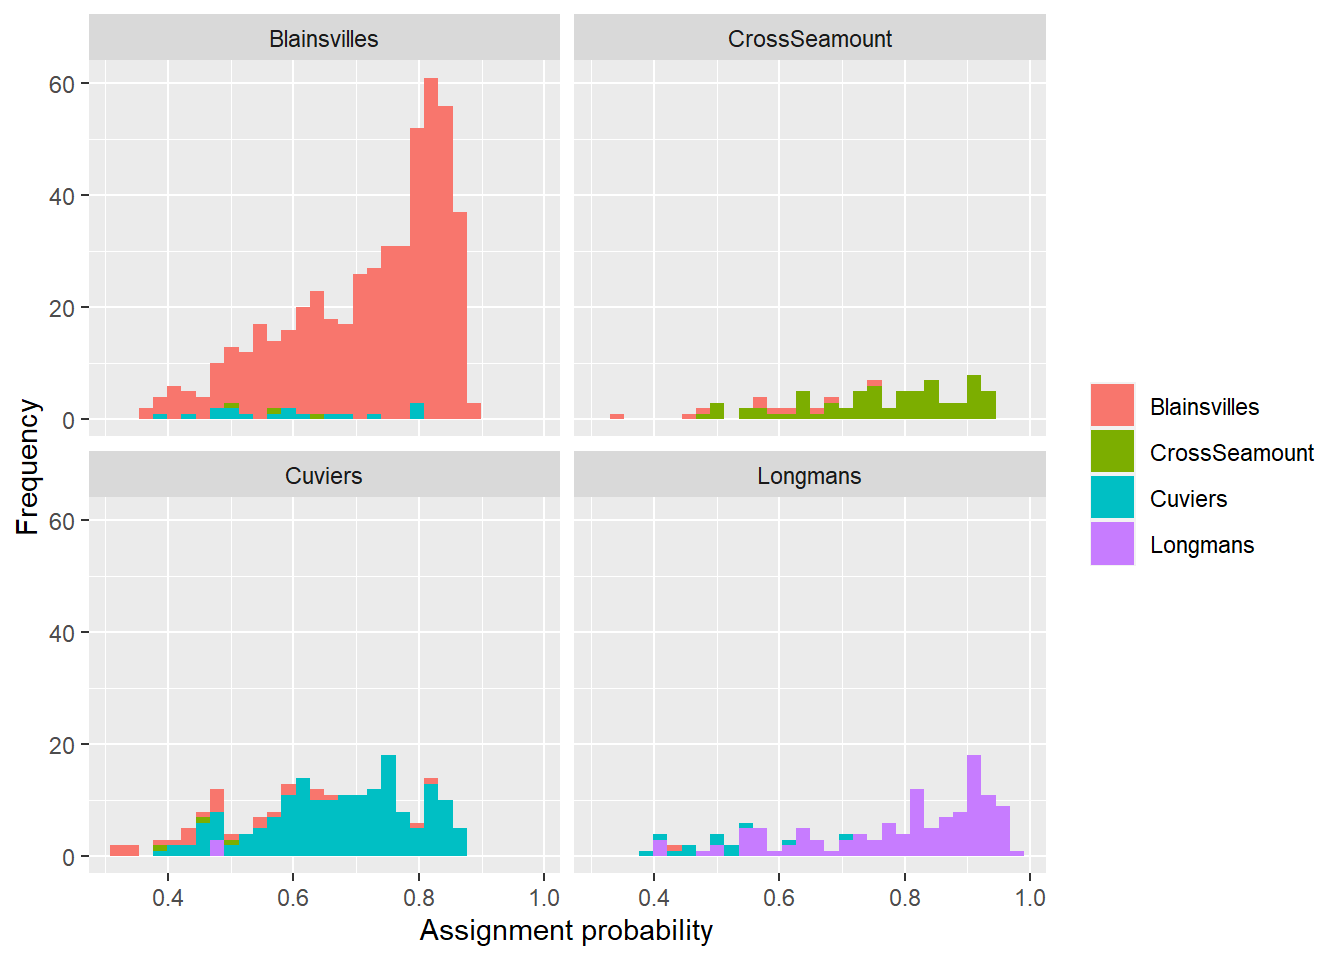 Blainsvilles
CrossSeamount
60
40
20
0
Cuviers
Longmans
60
40
20
0
0.4 0.6 0.8 1.0 0.4 0.6 0.8 1.0
Assignment probability
Frequency
Blainsvilles
CrossSeamount
Cuviers
Longmans